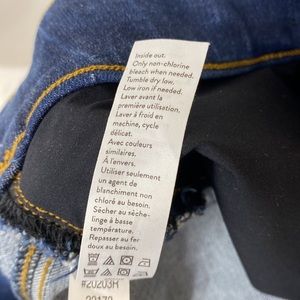 Inside out.
Only non-chlorine
bleach when needed.
Tumble dry low.
Low iron if needed.
Laver avant la
première utilisation.
Laver à froid en
machine, cycle
délicat.
Avec couleurs
similaires.
À l'envers.
Utiliser seulement
un agent de
blanchiment non
chloré au besoin.
Sécher au sèche-
linge à basse
température.
Repasser au fer
doux au besoin.
#20203R